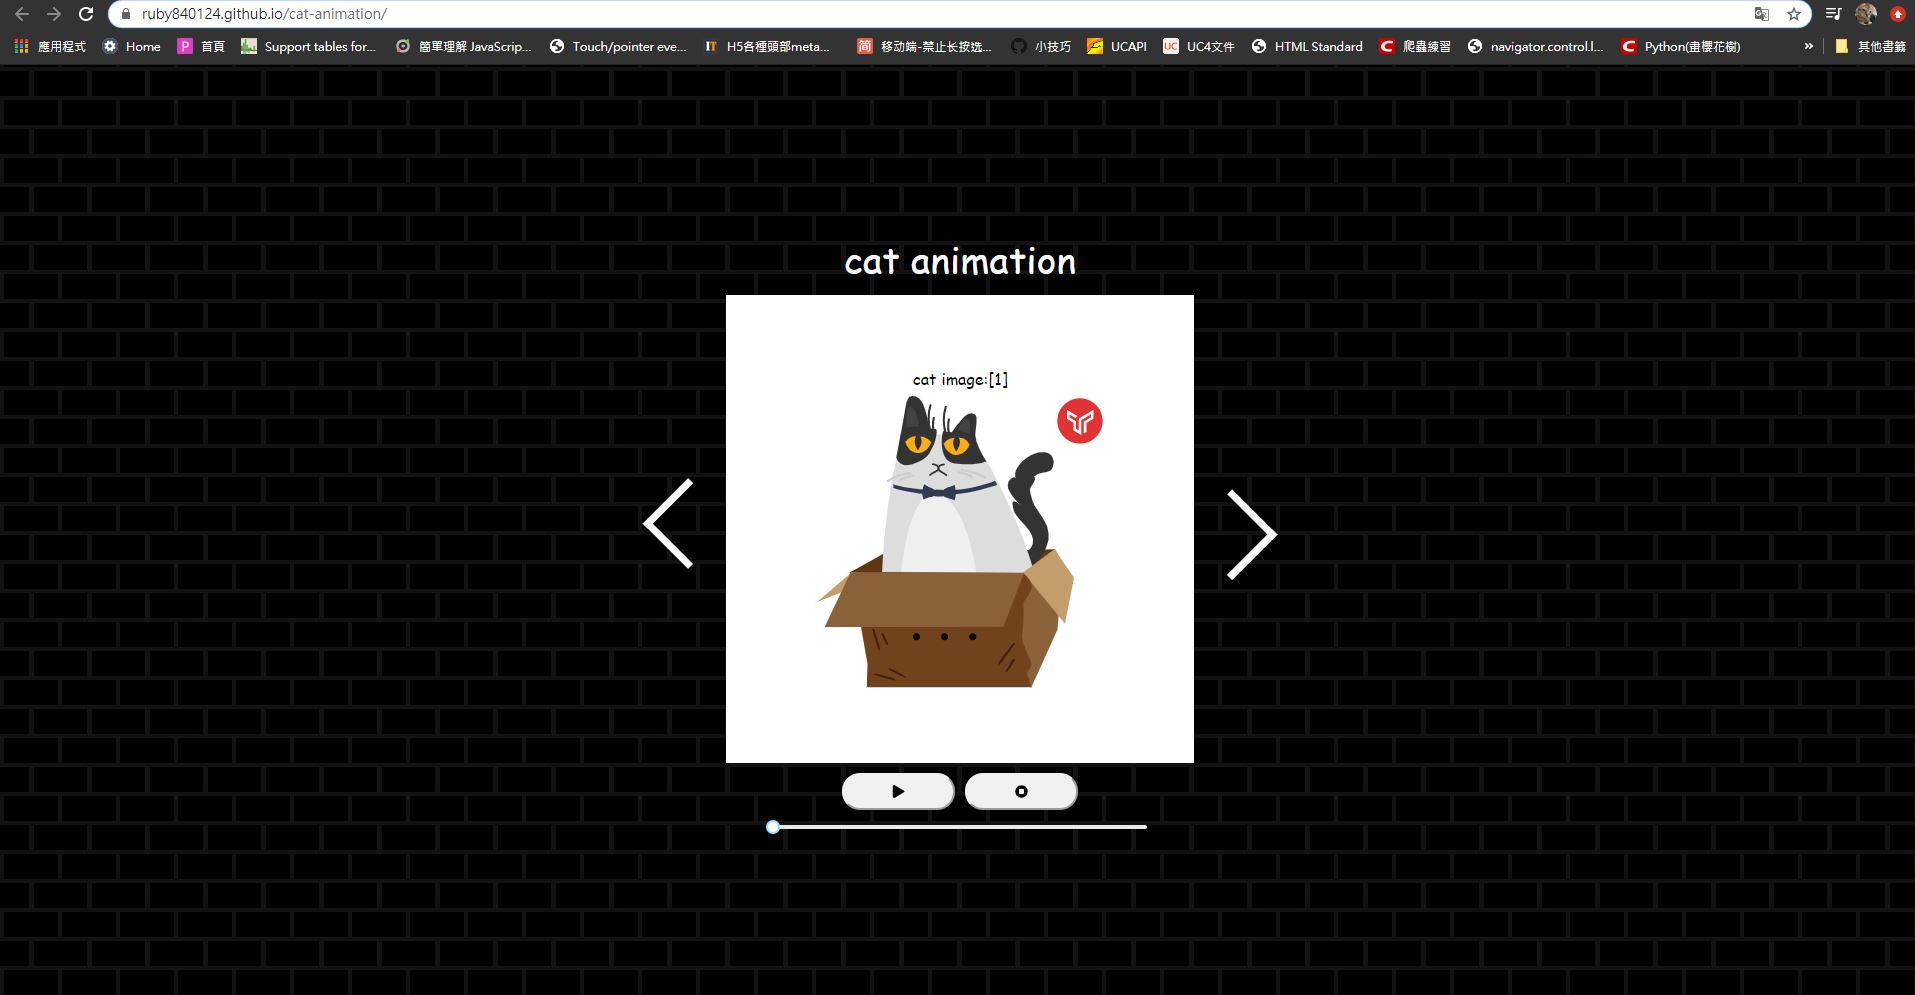 ruby840124.github.io/cat-animation/
應用程式 Home 首頁 Support tables for... 簡單理解 JavaScrip... Touch/pointer eve... H5各種頭部meta... 移动端-禁止长按选... 小技巧 UCAPI UC4文件 HTML Standard 爬蟲練習 navigator.control.l... Python(畫櫻花樹) » 其他書籤
cat animation
cat image:[1]